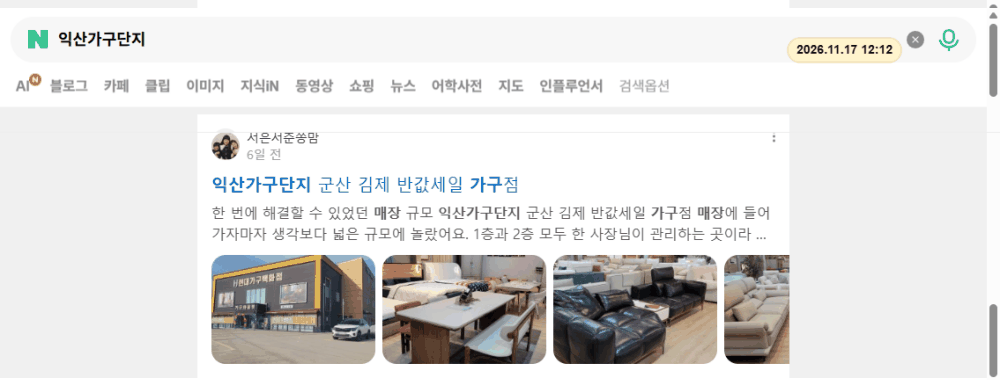 익산가구단지
2026.11.17 12:12
AI N 블로그 카페 클립 이미지 지식iN 동영상 쇼핑 뉴스 어학사전 지도 인플루언서 검색옵션
서은서준쏭맘
6일 전
익산가구단지 군산 김제 반값세일 가구점
한 번에 해결할 수 있었던 매장 규모 익산가구단지 군산 김제 반값세일 가구점 매장에 들어
가자마자 생각보다 넓은 규모에 놀랐어요. 1층과 2층 모두 한 사장님이 관리하는 곳이라 ...